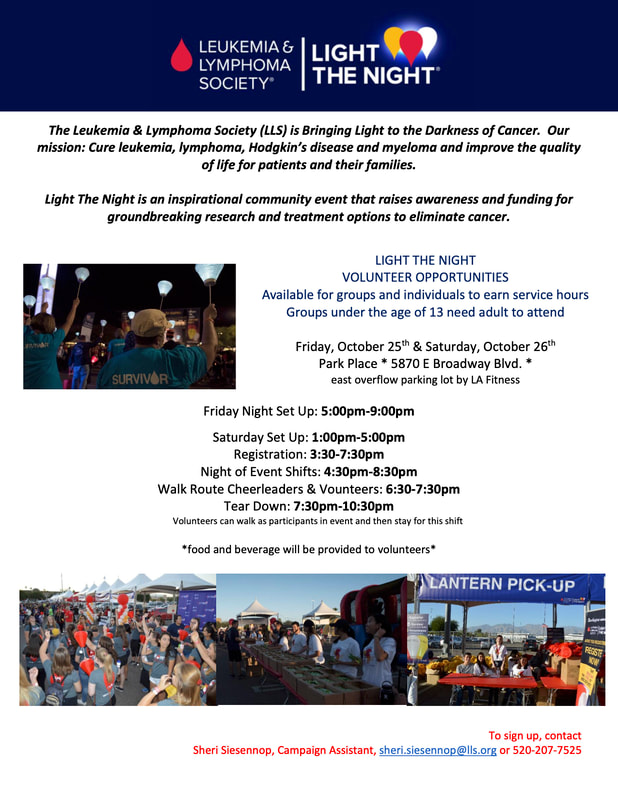 LEUKEMIA &
LYMPHOMA
SOCIETY®
LIGHT
THE NIGHT®
The Leukemia & Lymphoma Society (LLS) is Bringing Light to the Darkness of Cancer. Our
mission: Cure leukemia, lymphoma, Hodgkin's disease and myeloma and improve the quality
of life for patients and their families.
Light The Night is an inspirational community event that raises awareness and funding for
groundbreaking research and treatment options to eliminate cancer.
SURVIVOR
LIGHT THE NIGHT
VOLUNTEER OPPORTUNITIES
Available for groups and individuals to earn service hours
Groups under the age of 13 need adult to attend
Friday, October 25th & Saturday, October 26th
Park Place * 5870 E Broadway Blvd. *
east overflow parking lot by LA Fitness
Friday Night Set Up: 5:00pm-9:00pm
Saturday Set Up: 1:00pm-5:00pm
Registration: 3:30-7:30pm
Night of Event Shifts: 4:30pm-8:30pm
Walk Route Cheerleaders & Vounteers: 6:30-7:30pm
Tear Down: 7:30pm-10:30pm
Volunteers can walk as participants in event and then stay for this shift
*food and beverage will be provided to volunteers*
LANTERN PICK-UP
REGISTER
NOW
To sign up, contact
Sheri Siesennop, Campaign Assistant, sheri.siesennop@lls.org or 520-207-7525